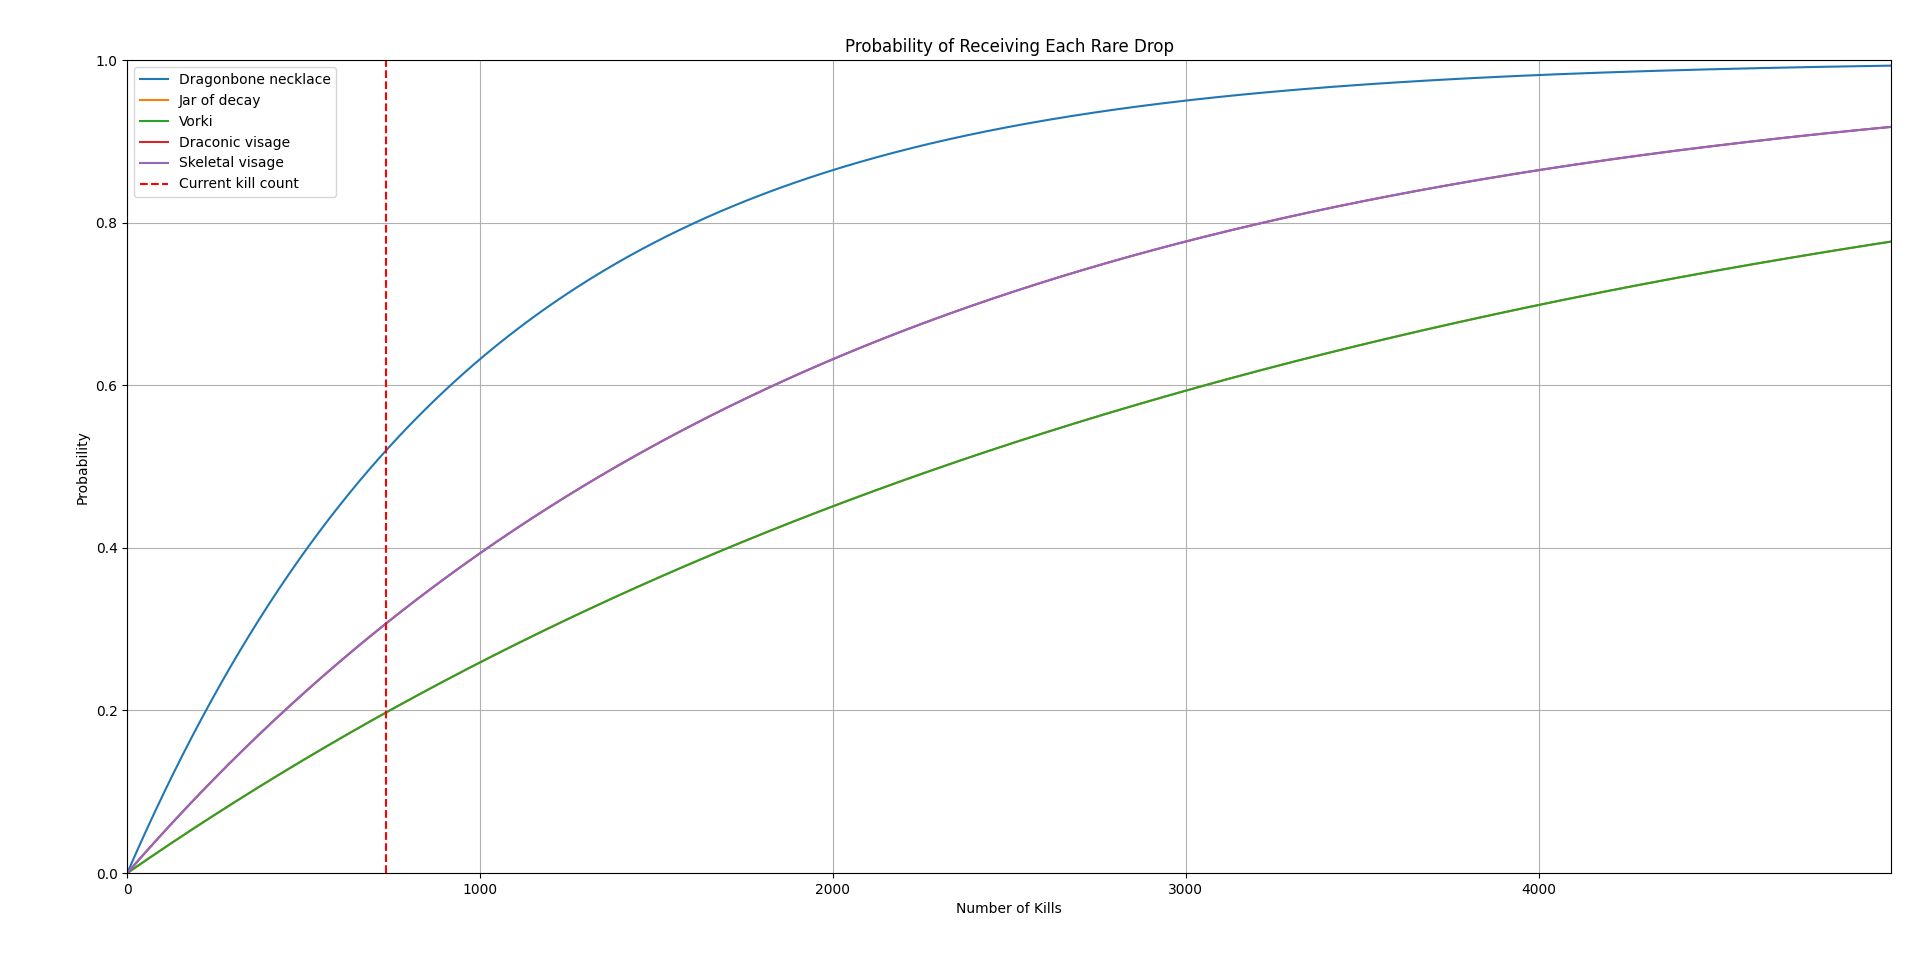 Probability of Receiving Each Rare Drop
1.0
0.8
0.6
0.4
0.2
0.0
Probability
Dragonbone necklace
Jar of decay
Vorki
Draconic visage
Skeletal visage
Current kill count
0 1000 2000 3000 4000
Number of Kills